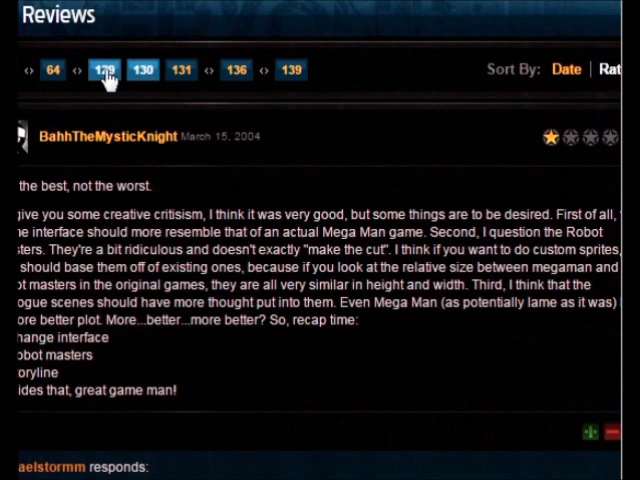 Reviews
‹› 64 ‹› 129 130 131 ‹› 136 ‹› 139 Sort By: Date | Rat
BahhTheMysticKnight March 15, 2004
the best, not the worst.
give you some creative critisism, I think it was very good, but some things are to be desired. First of all,
he interface should more resemble that of an actual Mega Man game. Second, I question the Robot
sters. They're a bit ridiculous and doesn't exactly "make the cut". I think if you want to do custom sprites,
should base them off of existing ones, because if you look at the relative size between megaman and
ot masters in the original games, they are all very similar in height and width. Third, I think that the
ogue scenes should have more thought put into them. Even Mega Man (as potentially lame as it was)
ore better plot. More...better...more better? So, recap time:
hange interface
obot masters
oryline
ides that, great game man!
aelstormm responds: